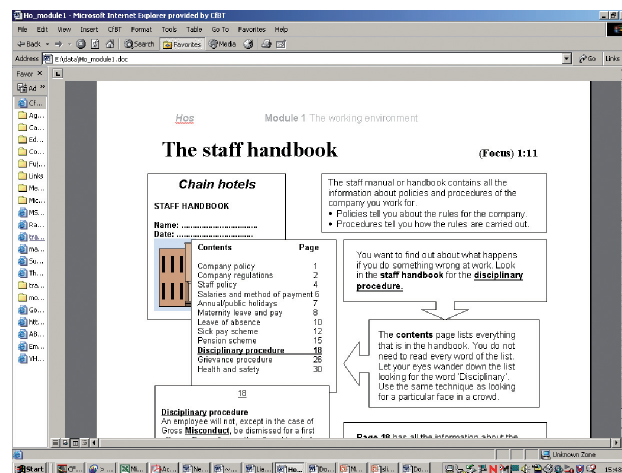 Ho_module1 - Microsoft Internet Explorer provided by CfBT
File Edit View Insert CfBT Format Tools Table Go To Favorites Help
Back Search Favorites Media
Address E:\data\Ho_module1.doc Go Links
Favor
Ad
Hos Module 1 The working environment
The staff handbook (Focus) 1:11
Chain hotels
STAFF HANDBOOK
Name: ....................................
Date: ....................................
The staff manual or handbook contains all the
information about policies and procedures of the
company you work for.
• Policies tell you about the rules for the company.
• Procedures tell you how the rules are carried out.
Contents Page
Company policy 1
Company regulations 2
Staff policy 4
Salaries and method of payment 6
Annual/public holidays 7
Maternity leave and pay 8
Leave of absence 10
Sick pay scheme 12
Pension scheme 15
Disciplinary procedure 18
Grievance procedure 26
Health and safety 30
You want to find out about what happens
if you do something wrong at work. Look
in the staff handbook for the disciplinary
procedure.
The contents page lists everything
that is in the handbook. You do not
need to read every word of the list.
Let your eyes wander down the list
looking for the word 'Disciplinary'.
Use the same technique as looking
for a particular face in a crowd.
18
Disciplinary procedure
An employee will not, except in the case of
Gross Misconduct, be dismissed for a first
Page 18 has all the information about the
Unknown Zone
Start 15:48